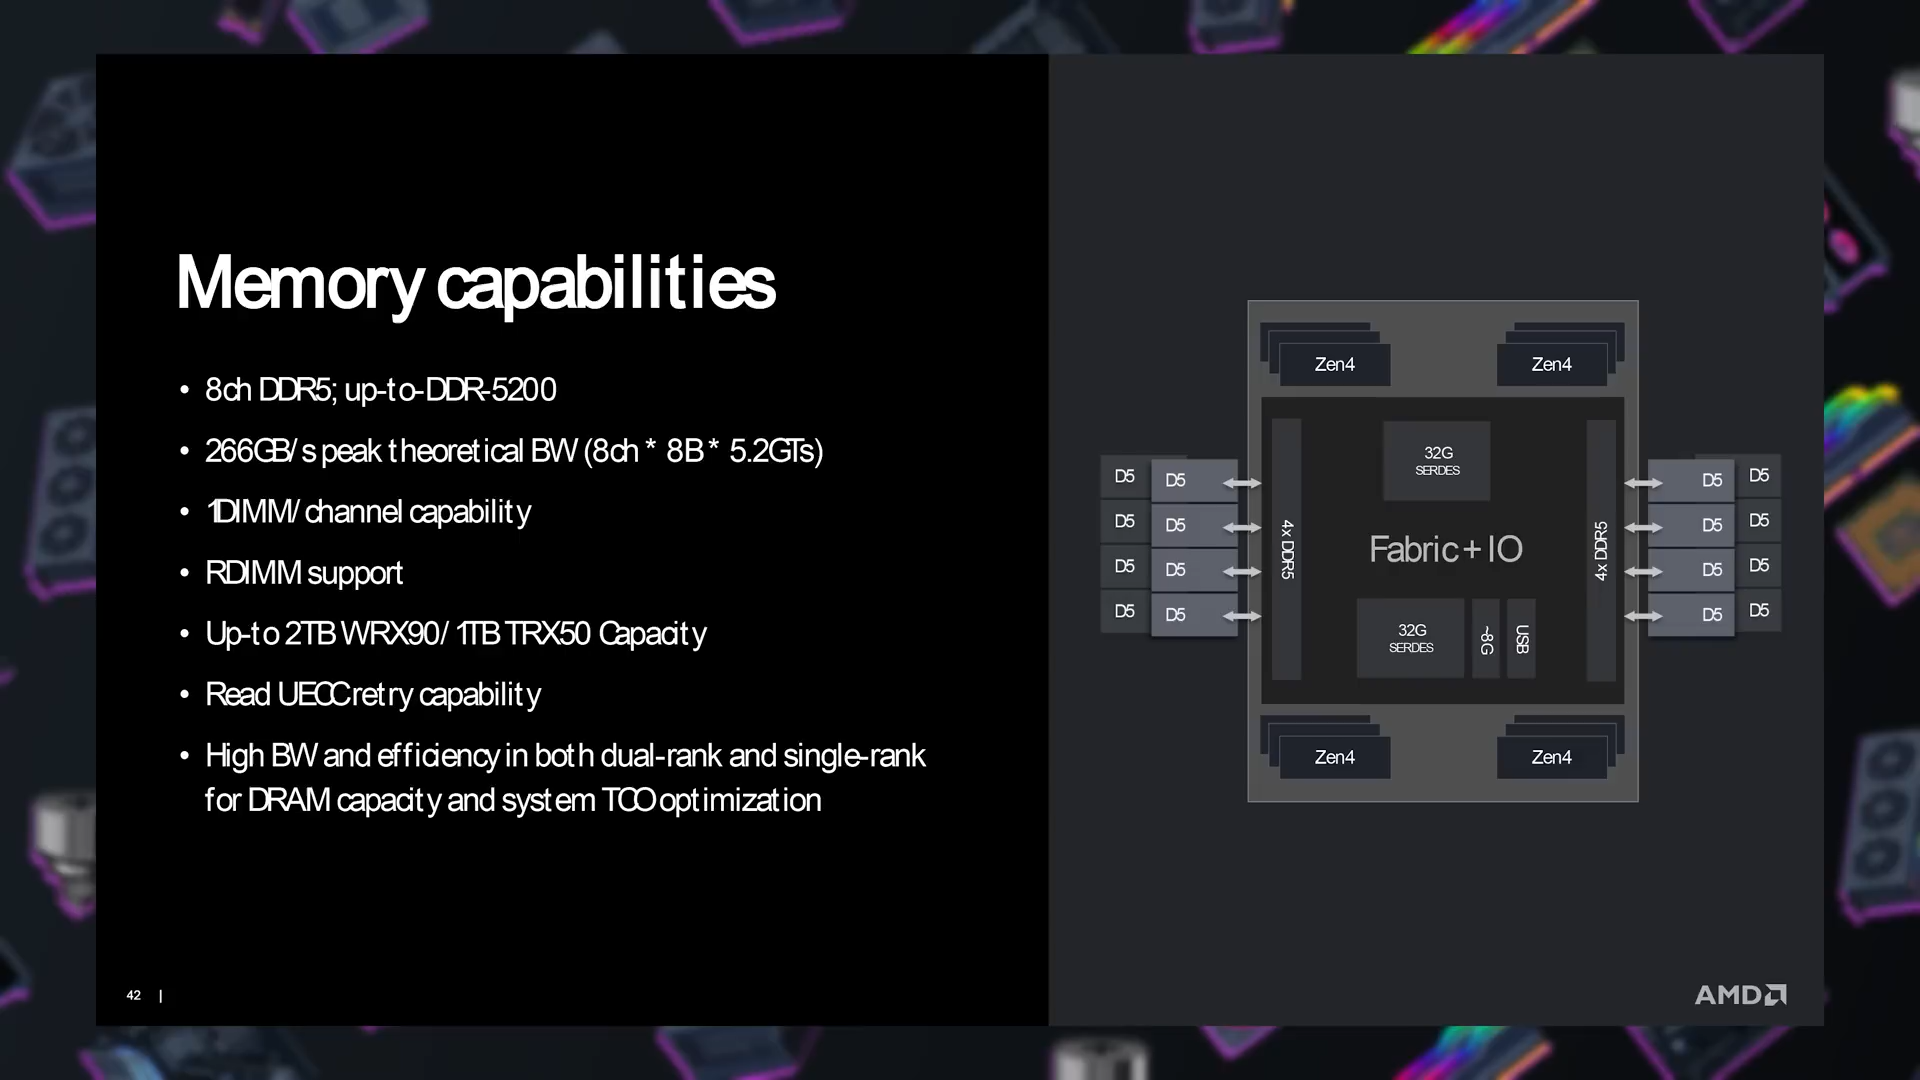 Memory capabilities
• 8ch DDR5; up-to-DDR-5200
• 266GB/s peak theoretical BW (8ch * 8B * 5.2GTs)
• 1DIMM/channel capability
• RDIMM support
• Up-to 2TB WRX90/ 1TB TRX50 Capacity
• Read UECC retry capability
• High BW and efficiency in both dual-rank and single-rank
for DRAM capacity and system TCO optimization
42 |
Zen4
Zen4
32G
SERDES
D5
D5
D5
D5
D5
D5
D5
D5
4x DDR5
Fabric + IO
4x DDR5
D5
D5
D5
D5
D5
D5
D5
D5
32G
SERDES
~8G
USB
Zen4
Zen4
AMD